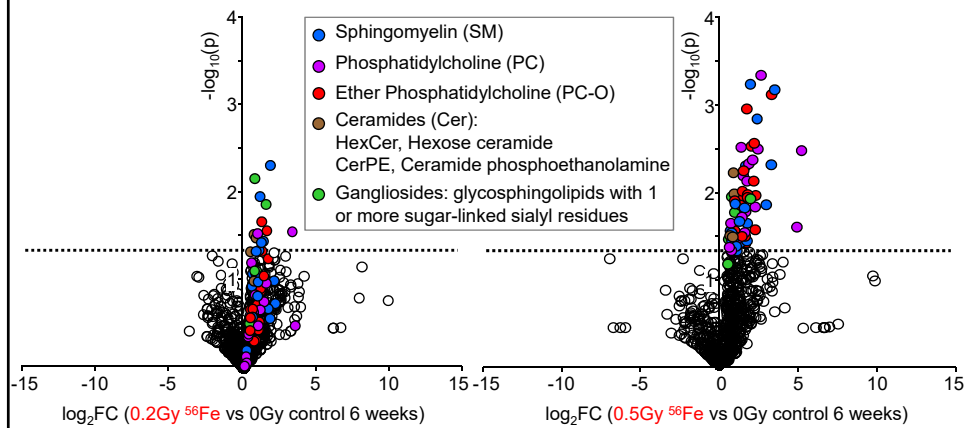 4
3
2
1
-log₁₀(p)
Sphingomyelin (SM)
Phosphatidylcholine (PC)
Ether Phosphatidylcholine (PC-O)
Ceramides (Cer):
HexCer, Hexose ceramide
CerPE, Ceramide phosphoethanolamine
Gangliosides: glycosphingolipids with 1
or more sugar-linked sialyl residues
-15 -10 -5 0 5 10 15
log₂FC (0.2Gy ⁵⁶Fe vs 0Gy control 6 weeks)
4
3
2
1
-log₁₀(p)
-15 -10 -5 0 5 10 15
log₂FC (0.5Gy ⁵⁶Fe vs 0Gy control 6 weeks)